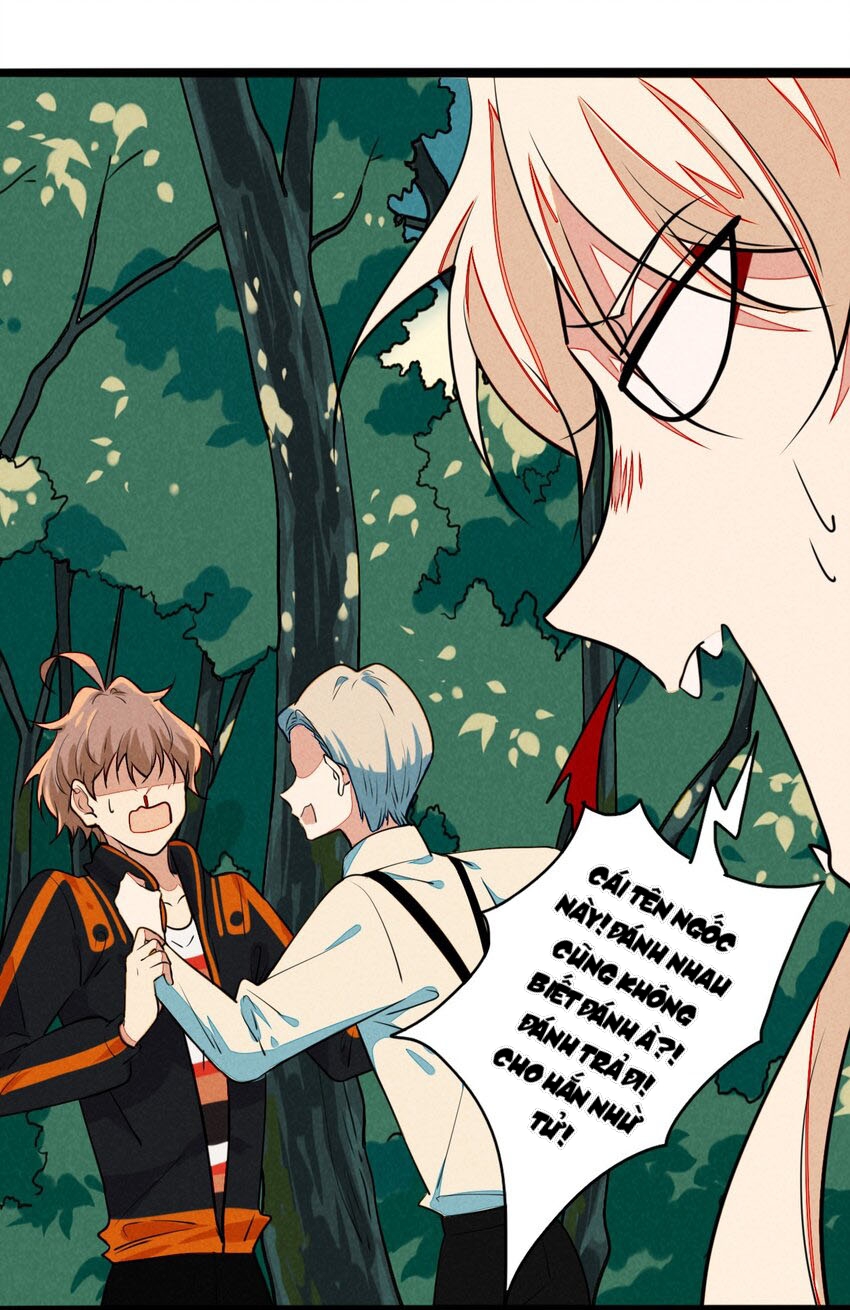 CÁI TÊN NGỐC
NÀY! ĐÁNH NHAU
CŨNG KHÔNG
BIẾT ĐÁNH À?!
ĐÁNH TRẢ ĐI!
CHO HẮN NHỪ
TỬ!